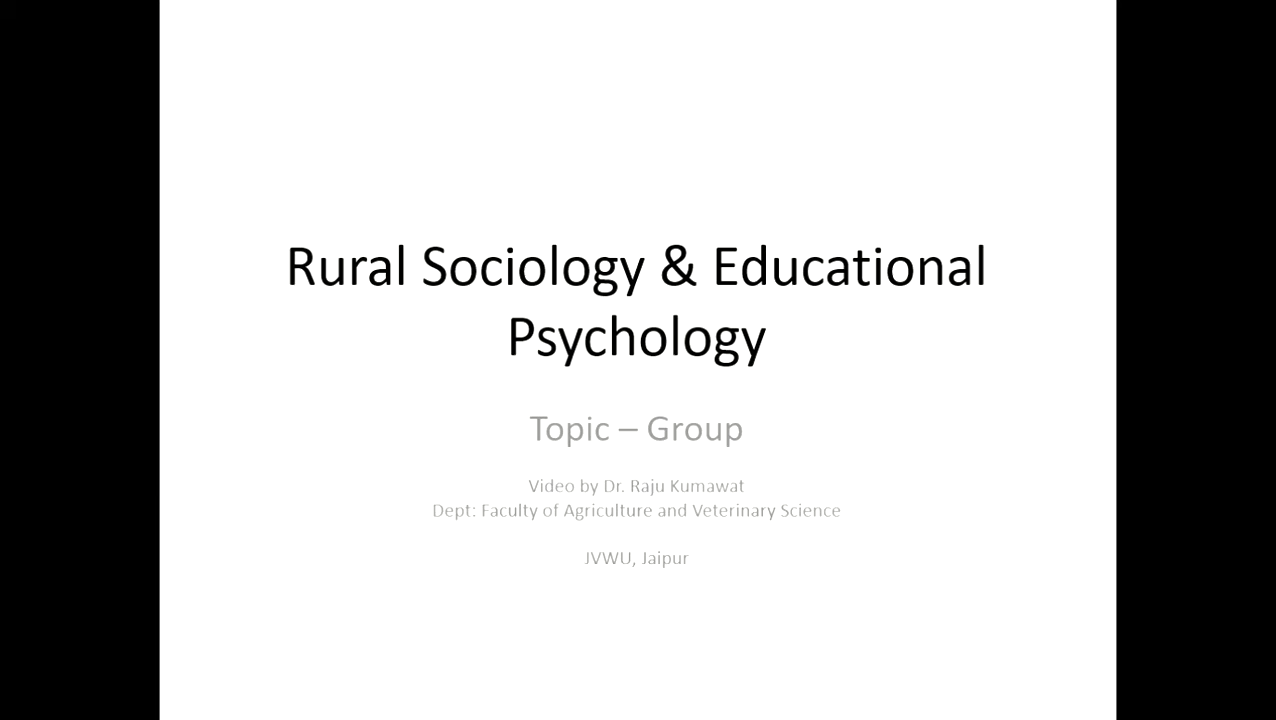 Rural Sociology & Educational
Psychology
Topic – Group
Video by Dr. Raju Kumawat
Dept: Faculty of Agriculture and Veterinary Science
JVWU, Jaipur